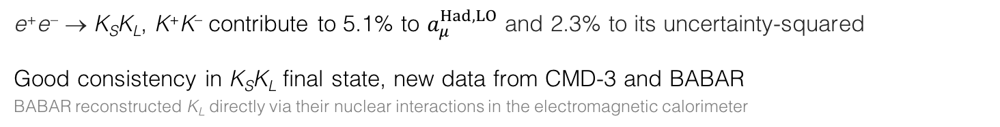 e⁺e⁻ → K_SK_L, K⁺K⁻ contribute to 5.1% to a_μ^Had,LO and 2.3% to its uncertainty-squared
Good consistency in K_SK_L final state, new data from CMD-3 and BABAR
BABAR reconstructed K_L directly via their nuclear interactions in the electromagnetic calorimeter